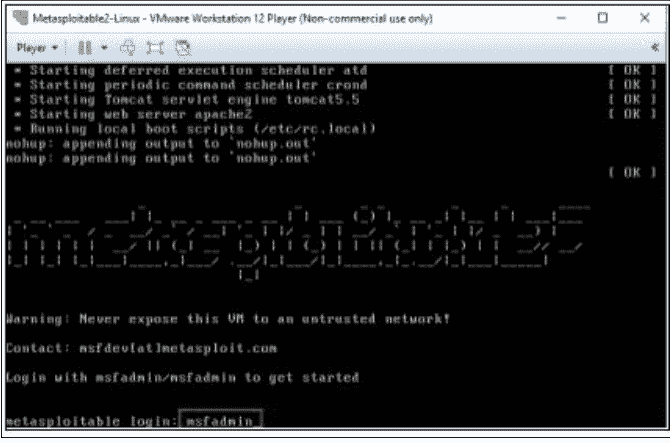 Metasploitable2-Linux - VMware Workstation 12 Player (Non-commercial use only)
Player
* Starting deferred execution scheduler atd [ OK ]
* Starting periodic command scheduler crond [ OK ]
* Starting Tomcat servlet engine tomcat5.5 [ OK ]
* Starting web server apache2 [ OK ]
* Running local boot scripts (/etc/rc.local)
nohup: appending output to `nohup.out'
nohup: appending output to `nohup.out'
[ OK ]
metasploitable2
Warning: Never expose this VM to an untrusted network!
Contact: msfdev[at]metasploit.com
Login with msfadmin/msfadmin to get started
metasploitable login: msfadmin_